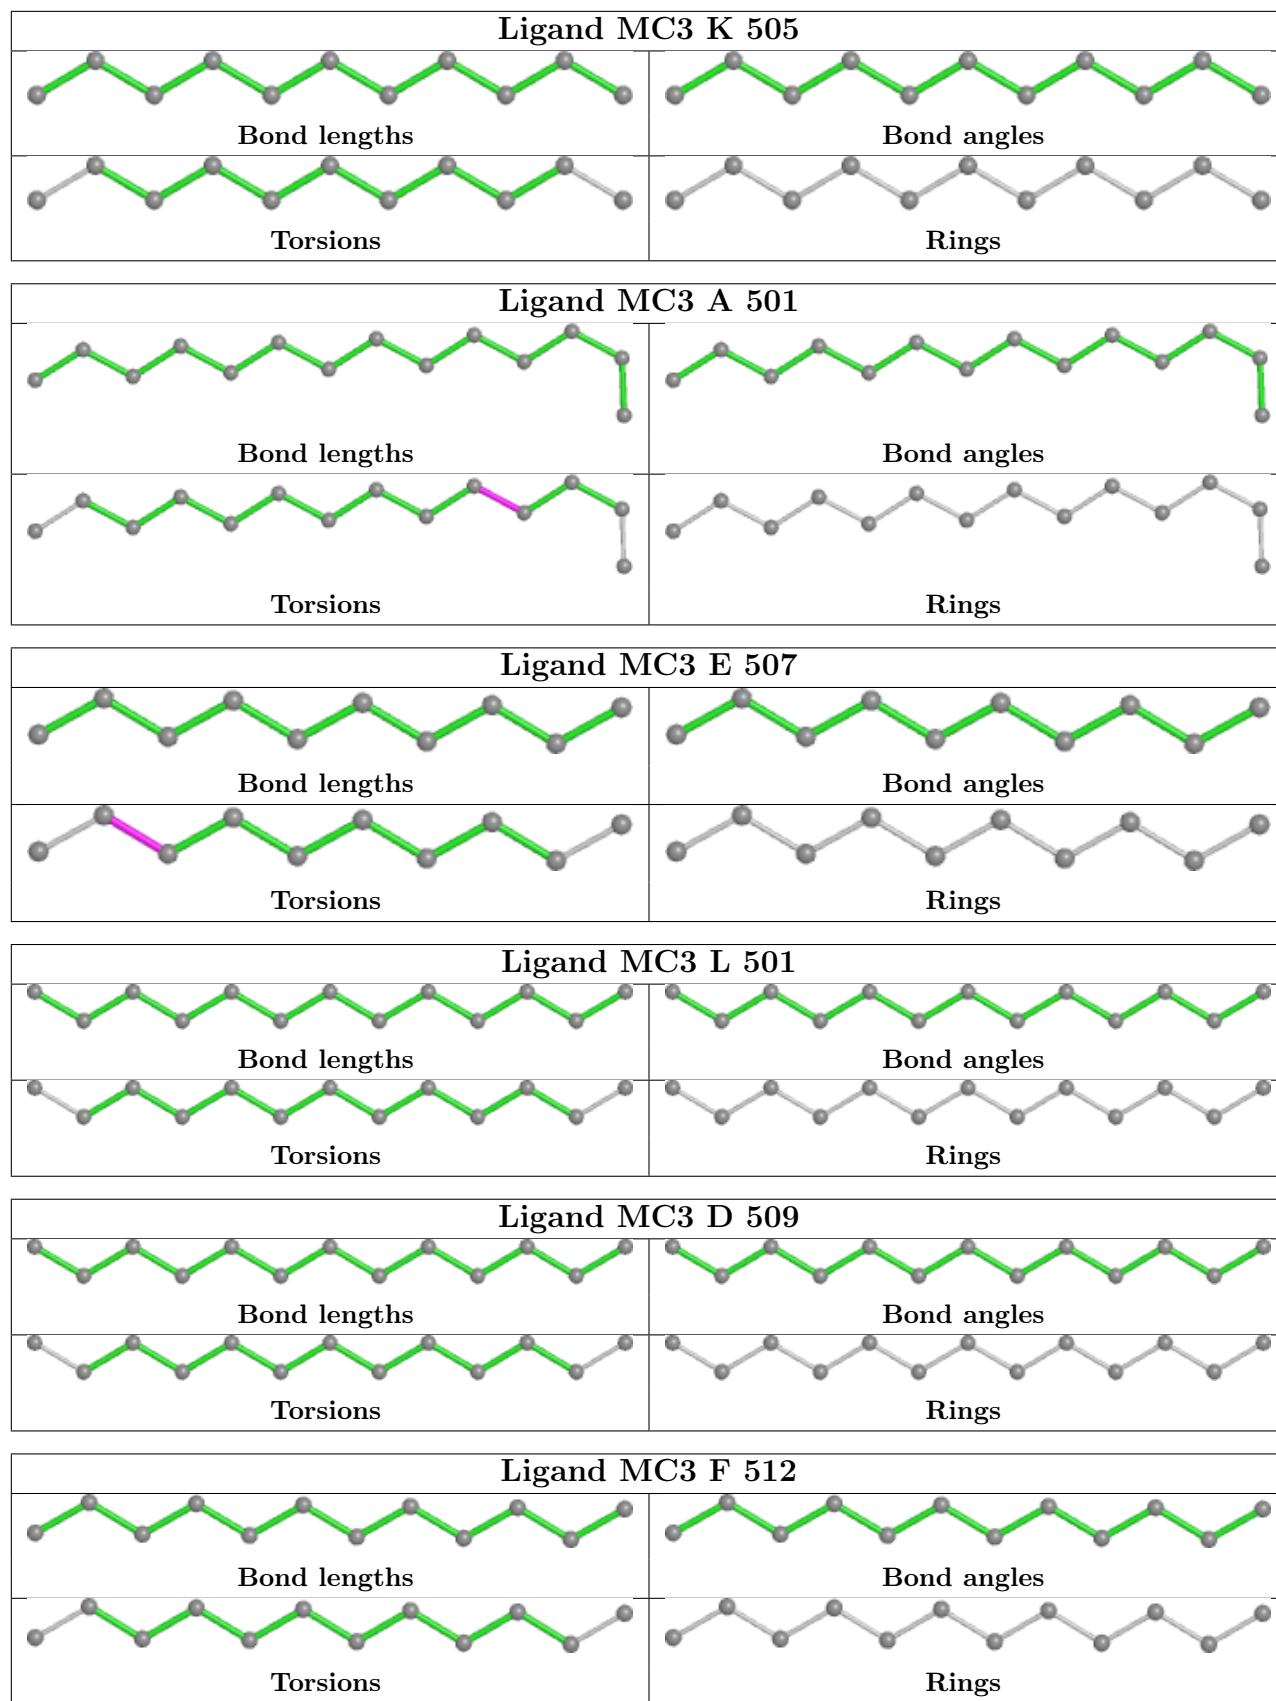 Ligand MC3 K 505
Bond lengths
Bond angles
Torsions
Rings
Ligand MC3 A 501
Bond lengths
Bond angles
Torsions
Rings
Ligand MC3 E 507
Bond lengths
Bond angles
Torsions
Rings
Ligand MC3 L 501
Bond lengths
Bond angles
Torsions
Rings
Ligand MC3 D 509
Bond lengths
Bond angles
Torsions
Rings
Ligand MC3 F 512
Bond lengths
Bond angles
Torsions
Rings